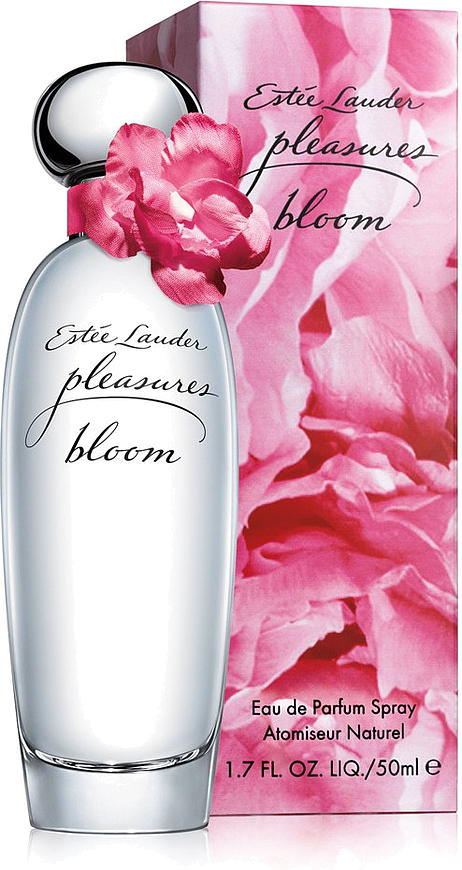 Estée Lauder
pleasures
bloom
Estée Lauder
pleasures
bloom
Eau de Parfum Spray
Atomiseur Naturel
1.7 FL. OZ. LIQ./50ml ℮